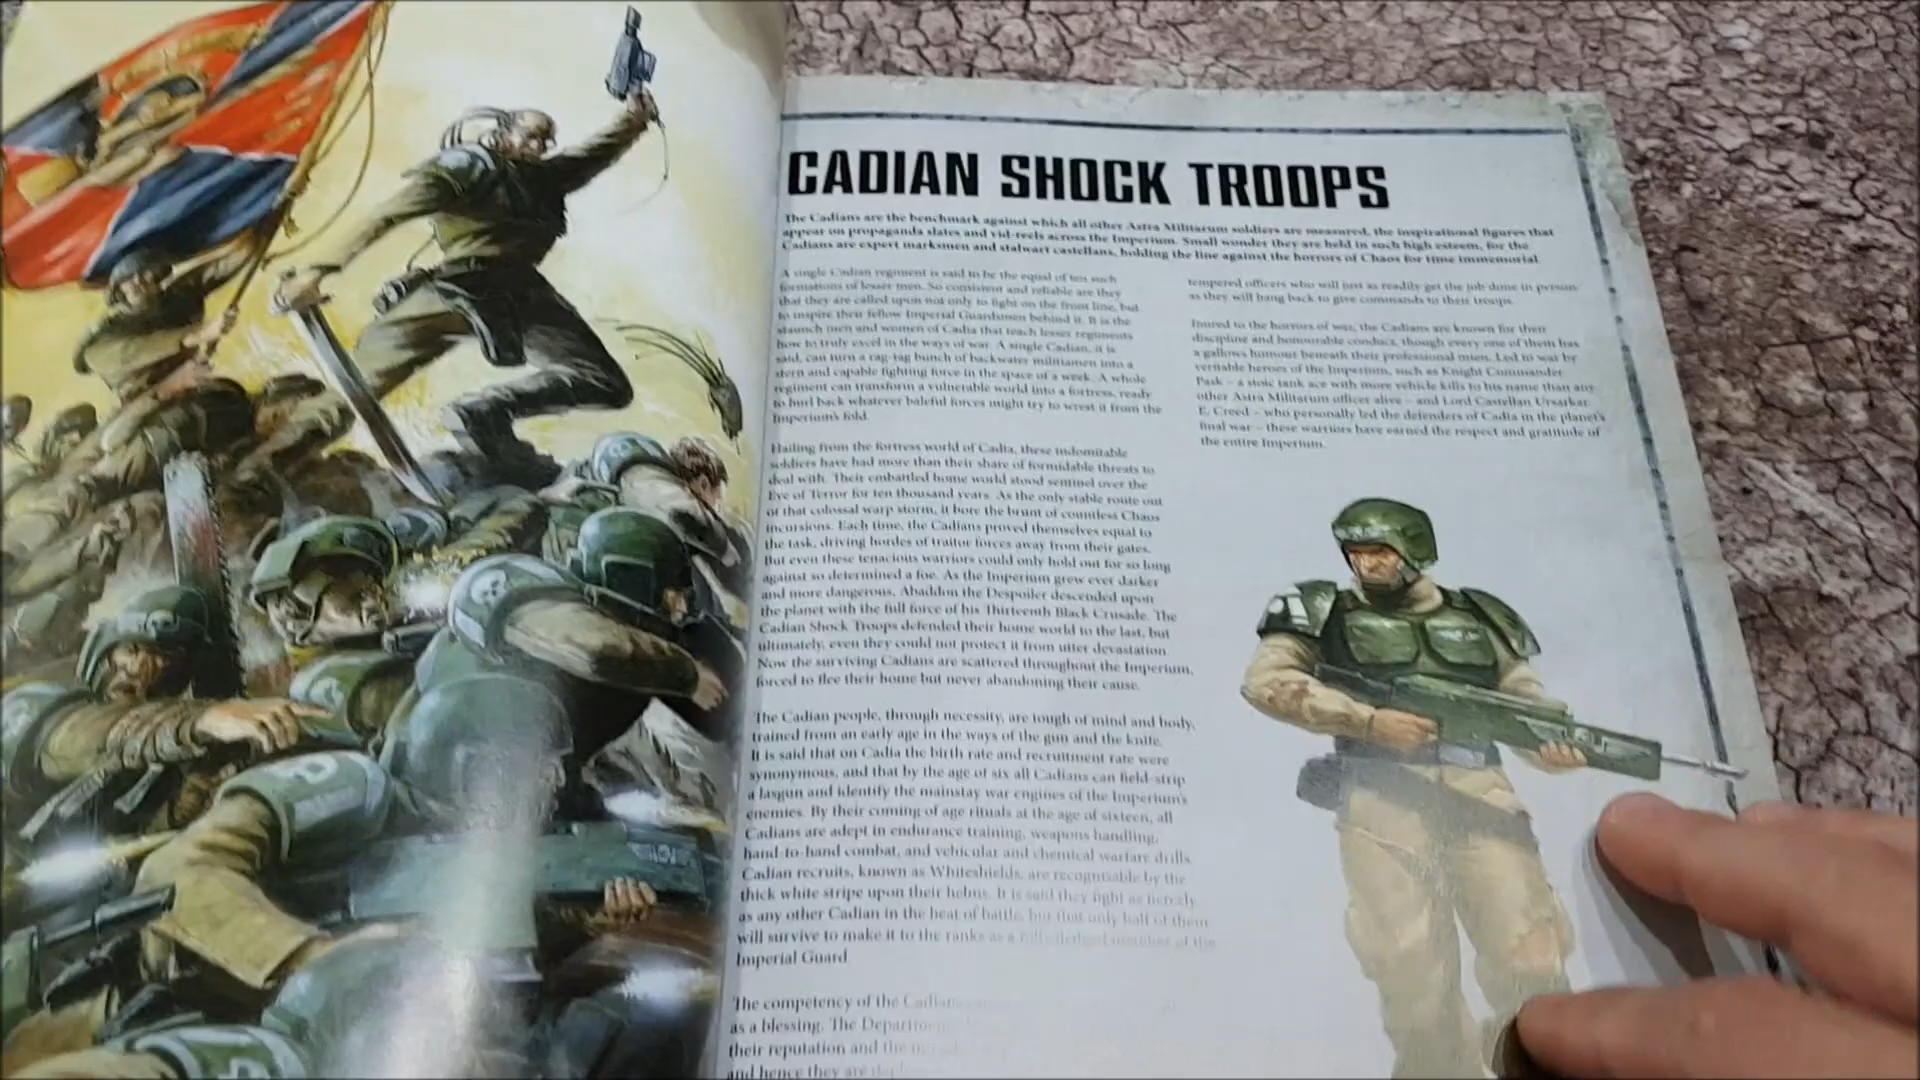 CADIAN SHOCK TROOPS
The Cadians are the benchmark against which all other Astra Militarum soldiers are measured, the inspirational figures that
appear on propaganda slates and vid-reels across the Imperium. Small wonder they are held in such high esteem, for the
Cadians are expert marksmen and stalwart castellans, holding the line against the horrors of Chaos for time immemorial.
A single Cadian regiment is said to be the equal of ten such
formations of lesser men. So consistent and reliable are they
that they are called upon not only to fight on the front line, but
to inspire their fellow Imperial Guardsmen behind it. It is the
staunch men and women of Cadia that teach lesser regiments
how to truly excel in the ways of war. A single Cadian, it is
said, can turn a rag-tag bunch of backwater militiamen into a
stern and capable fighting force in the space of a week. A whole
regiment can transform a vulnerable world into a fortress, ready
to hurl back whatever baleful forces might try to wrest it from the
Imperium's fold.
Hailing from the fortress world of Cadia, these indomitable
soldiers have had more than their share of formidable threats to
deal with. Their embattled home world stood sentinel over the
Eye of Terror for ten thousand years. As the only stable route out
of that colossal warp storm, it bore the brunt of countless Chaos
incursions. Each time, the Cadians proved themselves equal to
the task, driving hordes of traitor forces away from their gates.
But even these tenacious warriors could only hold out for so long
against so determined a foe. As the Imperium grew ever darker
and more dangerous, Abaddon the Despoiler descended upon
the planet with the full force of his Thirteenth Black Crusade. The
Cadian Shock Troops defended their home world to the last, but
ultimately, even they could not protect it from utter devastation.
Now the surviving Cadians are scattered throughout the Imperium,
forced to flee their home but never abandoning their cause.
The Cadian people, through necessity, are tough of mind and body,
trained from an early age in the ways of the gun and the knife.
It is said that on Cadia the birth rate and recruitment rate were
synonymous, and that by the age of six all Cadians can field-strip
a lasgun and identify the mainstay war engines of the Imperium's
enemies. By their coming of age rituals at the age of sixteen, all
Cadians are adept in endurance training, weapons handling,
hand-to-hand combat, and vehicular and chemical warfare drills.
Cadian recruits, known as Whiteshields, are recognisable by the
thick white stripe upon their helms. It is said they fight as fiercely
as any other Cadian in the heat of battle, but that only half of them
will survive to make it to the ranks as a fully-fledged member of the
Imperial Guard.
The competency of the Cadians
as a blessing. The
their reputation and the
and hence they are
tempered officers who will just as readily get the job done in person
as they will hang back to give commands to their troops.
Inured to the horrors of war, the Cadians are known for their
discipline and honourable conduct, though every one of them has
a gallows humour beneath their professional mien. Led to war by
veritable heroes of the Imperium, such as Knight Commander
Pask – a stoic tank ace with more vehicle kills to his name than any
other Astra Militarum officer alive – and Lord Castellan Ursarkar
E. Creed – who personally led the defenders of Cadia in the planet's
final war – these warriors have earned the respect and gratitude of
the entire Imperium.